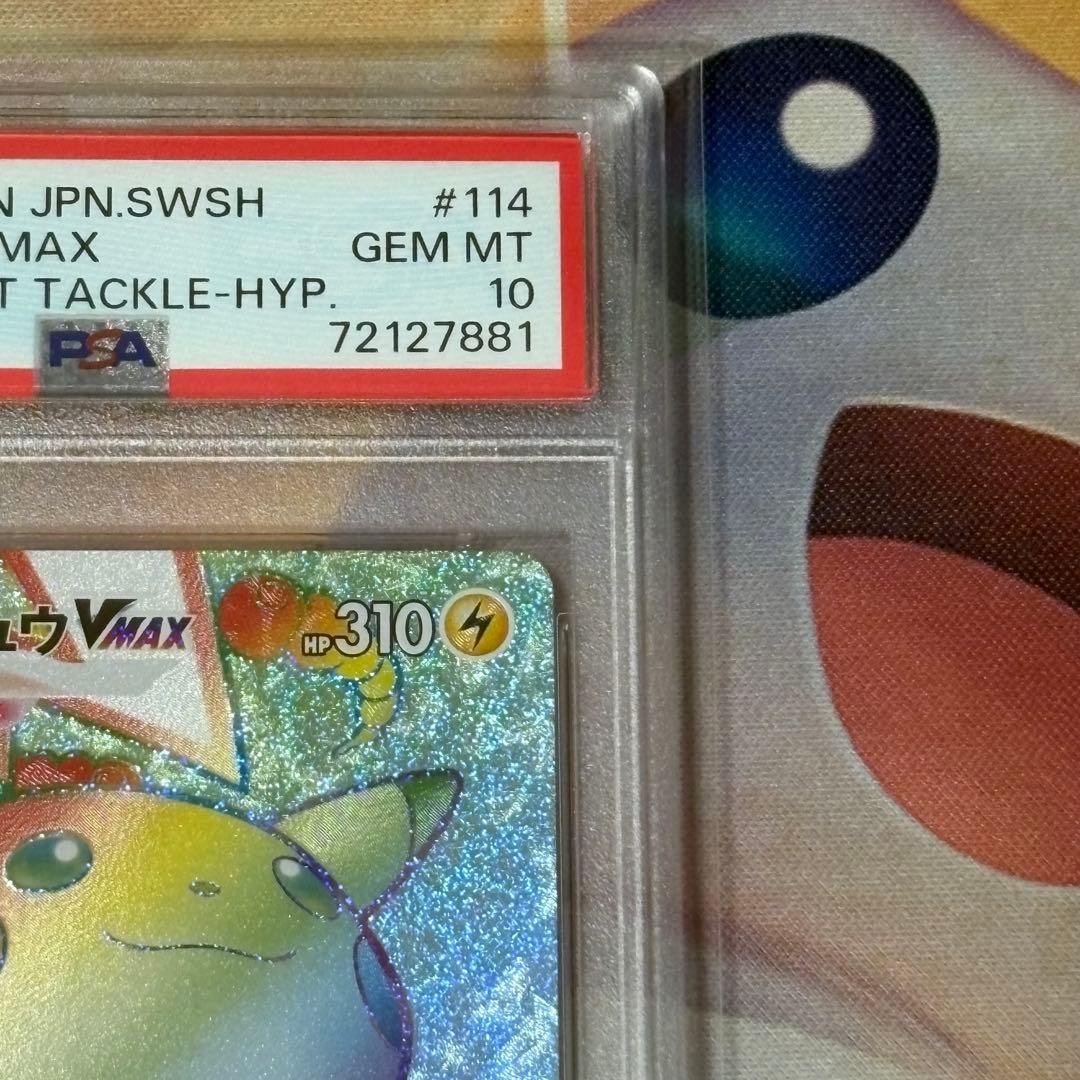 N JPN.SWSH #114
MAX GEM MT
T TACKLE-HYP. 10
PSA 72127881
ュウVMAX HP310